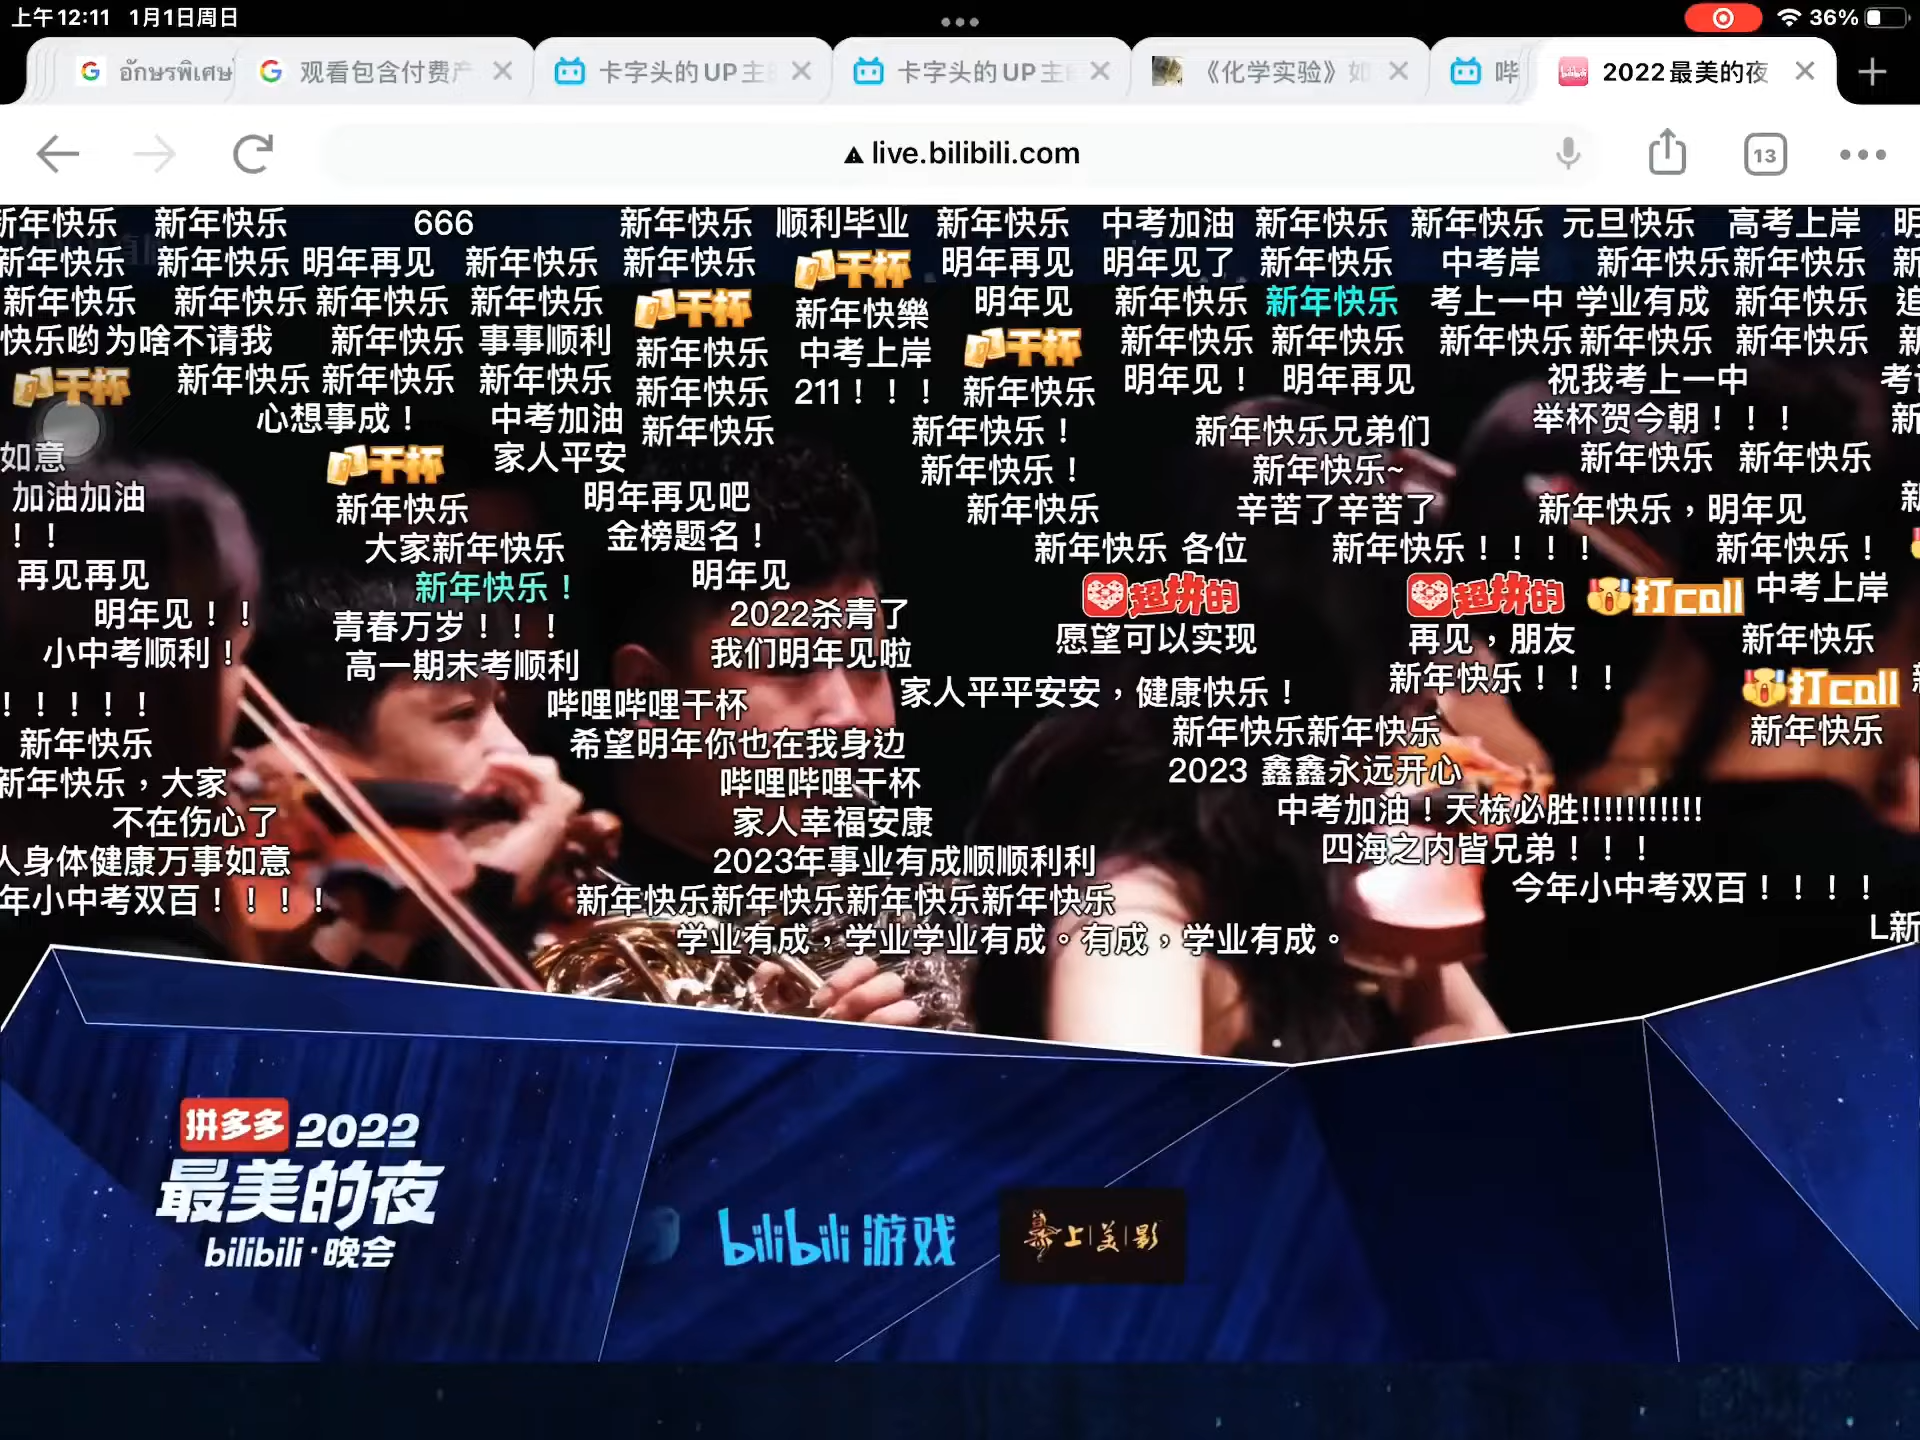 上午12:11 1月1日周日
36%
อักษรพิเศษ 观看包含付费产 卡字头的UP主 卡字头的UP主 《化学实验》如 哔 2022最美的夜
live.bilibili.com
13
新年快乐 新年快乐 666 新年快乐 顺利毕业 新年快乐 中考加油 新年快乐 新年快乐 元旦快乐 高考上岸 明
新年快乐 新年快乐 明年再见 新年快乐 新年快乐 干杯 明年再见 明年见了 新年快乐 中考岸 新年快乐 新年快乐 新
新年快乐 新年快乐 新年快乐 新年快乐 干杯 新年快樂 明年见 新年快乐 新年快乐 考上一中 学业有成 新年快乐 追
快乐哟 为啥不请我 新年快乐 事事顺利 新年快乐 中考上岸 干杯 新年快乐 新年快乐 新年快乐 新年快乐 新年快乐 新
干杯 新年快乐 新年快乐 新年快乐 新年快乐 211！！！ 新年快乐 明年见！ 明年再见 祝我考上一中
心想事成！ 中考加油 新年快乐 新年快乐！ 新年快乐兄弟们 举杯贺今朝！！！ 新
如意 干杯 家人平安 新年快乐！ 新年快乐~ 新年快乐 新年快乐
加油加油 新年快乐 明年再见吧 新年快乐 辛苦了辛苦了 新年快乐，明年见 新
！！ 大家新年快乐 金榜题名！ 新年快乐 各位 新年快乐！！！！ 新年快乐！
再见再见 新年快乐！ 明年见 超拼的 超拼的 打call 中考上岸
明年见！！ 青春万岁！！！ 2022杀青了 愿望可以实现 再见，朋友 新年快乐
小中考顺利！ 高一期末考顺利 我们明年见啦 家人平平安安，健康快乐！ 新年快乐！！！ 打call
！！！！！ 哔哩哔哩干杯 新年快乐新年快乐 新年快乐
新年快乐 希望明年你也在我身边 2023 鑫鑫永远开心
新年快乐，大家 哔哩哔哩干杯 中考加油！天栋必胜!!!!!!!!!!!
不在伤心了 家人幸福安康 四海之内皆兄弟！！！
人身体健康万事如意 2023年事业有成顺顺利利 今年小中考双百！！！！
年小中考双百！！！！ 新年快乐新年快乐新年快乐新年快乐 L新
学业有成，学业学业有成。有成，学业有成。
拼多多 2022
最美的夜
bilibili·晚会
bilibili 游戏
上美影